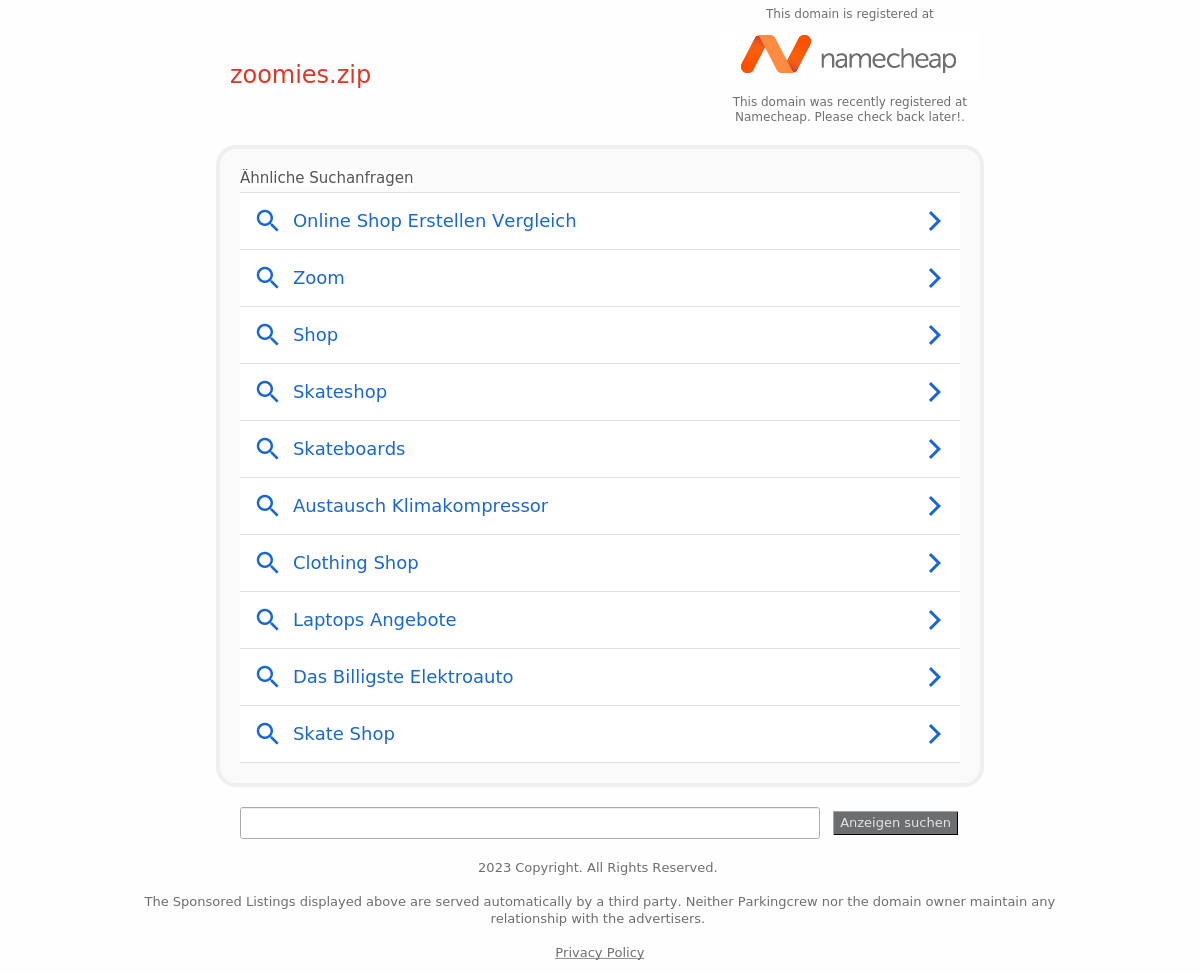 This domain is registered at
namecheap
zoomies.zip
This domain was recently registered at
Namecheap. Please check back later!.
Ähnliche Suchanfragen
Online Shop Erstellen Vergleich
Zoom
Shop
Skateshop
Skateboards
Austausch Klimakompressor
Clothing Shop
Laptops Angebote
Das Billigste Elektroauto
Skate Shop
Anzeigen suchen
2023 Copyright. All Rights Reserved.
The Sponsored Listings displayed above are served automatically by a third party. Neither Parkingcrew nor the domain owner maintain any
relationship with the advertisers.
Privacy Policy